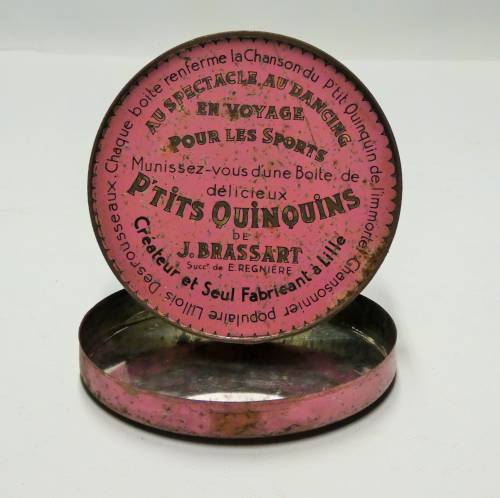 Chaque boite renferme la Chanson du P'tit Quinquin de l'immortel Chansonnier populaire Lillois Desrousseaux.
AU SPECTACLE, AU DANCING
EN VOYAGE
POUR LES SPORTS
Munissez-vous d'une Boite de
délicieux
P'TITS QUINQUINS
DE
J. BRASSART
Succr de E. REGNIÈRE
Créateur et Seul Fabricant à Lille